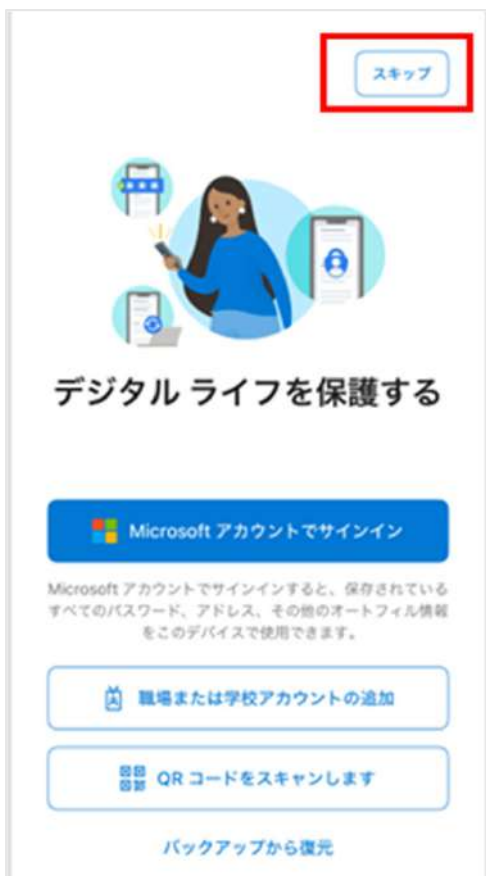 スキップ
デジタル ライフを保護する
Microsoft アカウントでサインイン
Microsoft アカウントでサインインすると、保存されている
すべてのパスワード、アドレス、その他のオートフィル情報
をこのデバイスで使用できます。
職場または学校アカウントの追加
QR コードをスキャンします
バックアップから復元